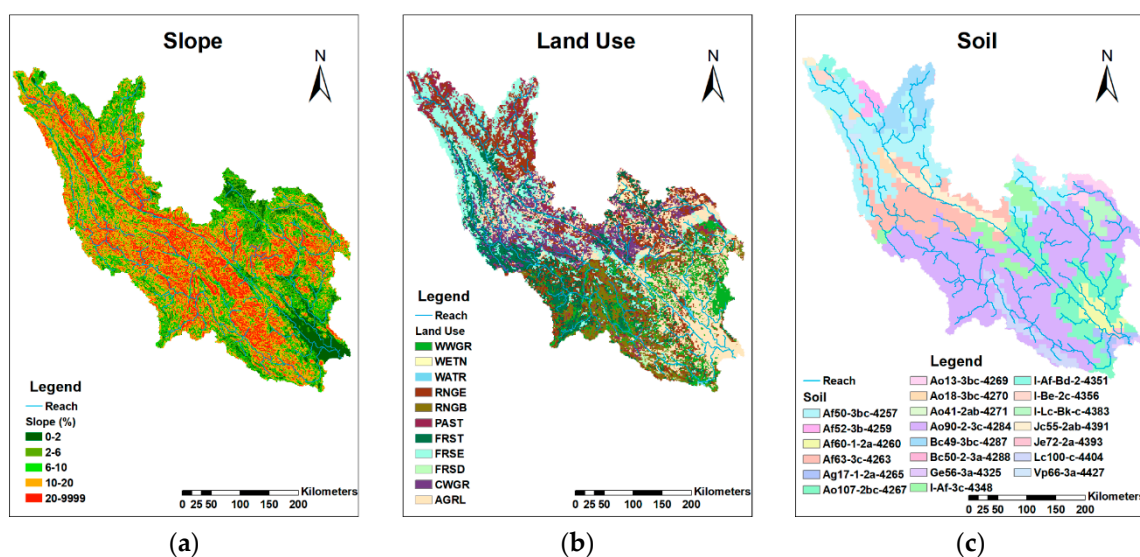 Slope
N
Legend
Reach
Slope (%)
0-2
2-6
6-10
10-20
20-9999
Kilometers
0 25 50 100 150 200
(a)
Land Use
N
Legend
Reach
Land Use
WWGR
WETN
WATR
RNGE
RNGB
PAST
FRST
FRSE
FRSD
CWGR
AGRL
Kilometers
0 25 50 100 150 200
(b)
Soil
N
Legend
Reach
Soil
Af50-3bc-4257
Af52-3b-4259
Af60-1-2a-4260
Af63-3c-4263
Ag17-1-2a-4265
Ao107-2bc-4267
Ao13-3bc-4269
Ao18-3bc-4270
Ao41-2ab-4271
Ao90-2-3c-4284
Bc49-3bc-4287
Bc50-2-3a-4288
Ge56-3a-4325
I-Af-3c-4348
I-Af-Bd-2-4351
I-Be-2c-4356
I-Lc-Bk-c-4383
Jc55-2ab-4391
Je72-2a-4393
Lc100-c-4404
Vp66-3a-4427
Kilometers
0 25 50 100 150 200
(c)